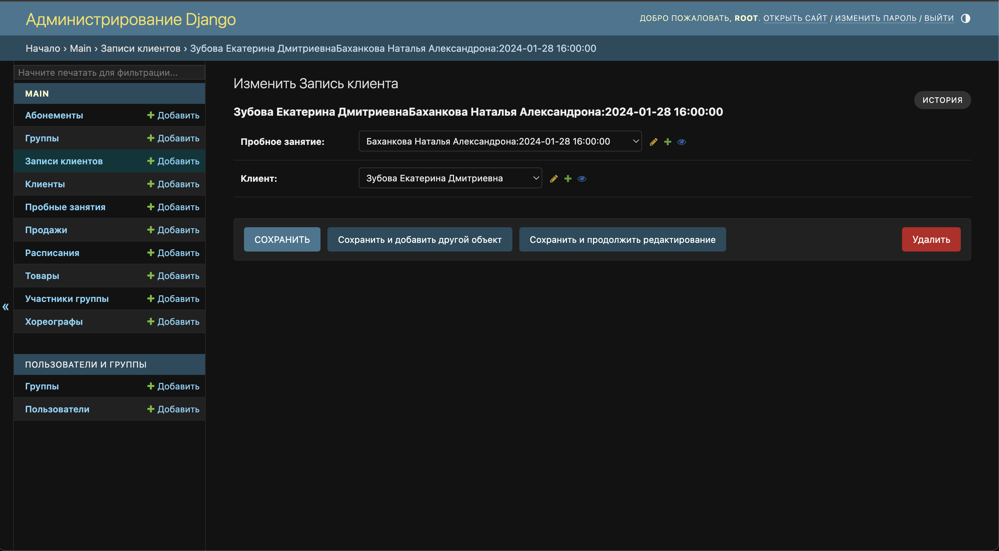 Администрирование Django
ДОБРО ПОЖАЛОВАТЬ, ROOT. ОТКРЫТЬ САЙТ / ИЗМЕНИТЬ ПАРОЛЬ / ВЫЙТИ
Начало › Main › Записи клиентов › Зубова Екатерина ДмитриевнаБаханкова Наталья Александрона:2024-01-28 16:00:00
Начните печатать для фильтрации...
MAIN
Абонементы + Добавить
Группы + Добавить
Записи клиентов + Добавить
Клиенты + Добавить
Пробные занятия + Добавить
Продажи + Добавить
Расписания + Добавить
Товары + Добавить
Участники группы + Добавить
Хореографы + Добавить
ПОЛЬЗОВАТЕЛИ И ГРУППЫ
Группы + Добавить
Пользователи + Добавить
«
Изменить Запись клиента
ИСТОРИЯ
Зубова Екатерина ДмитриевнаБаханкова Наталья Александрона:2024-01-28 16:00:00
Пробное занятие: Баханкова Наталья Александрона:2024-01-28 16:00:00
Клиент: Зубова Екатерина Дмитриевна
СОХРАНИТЬ Сохранить и добавить другой объект Сохранить и продолжить редактирование Удалить